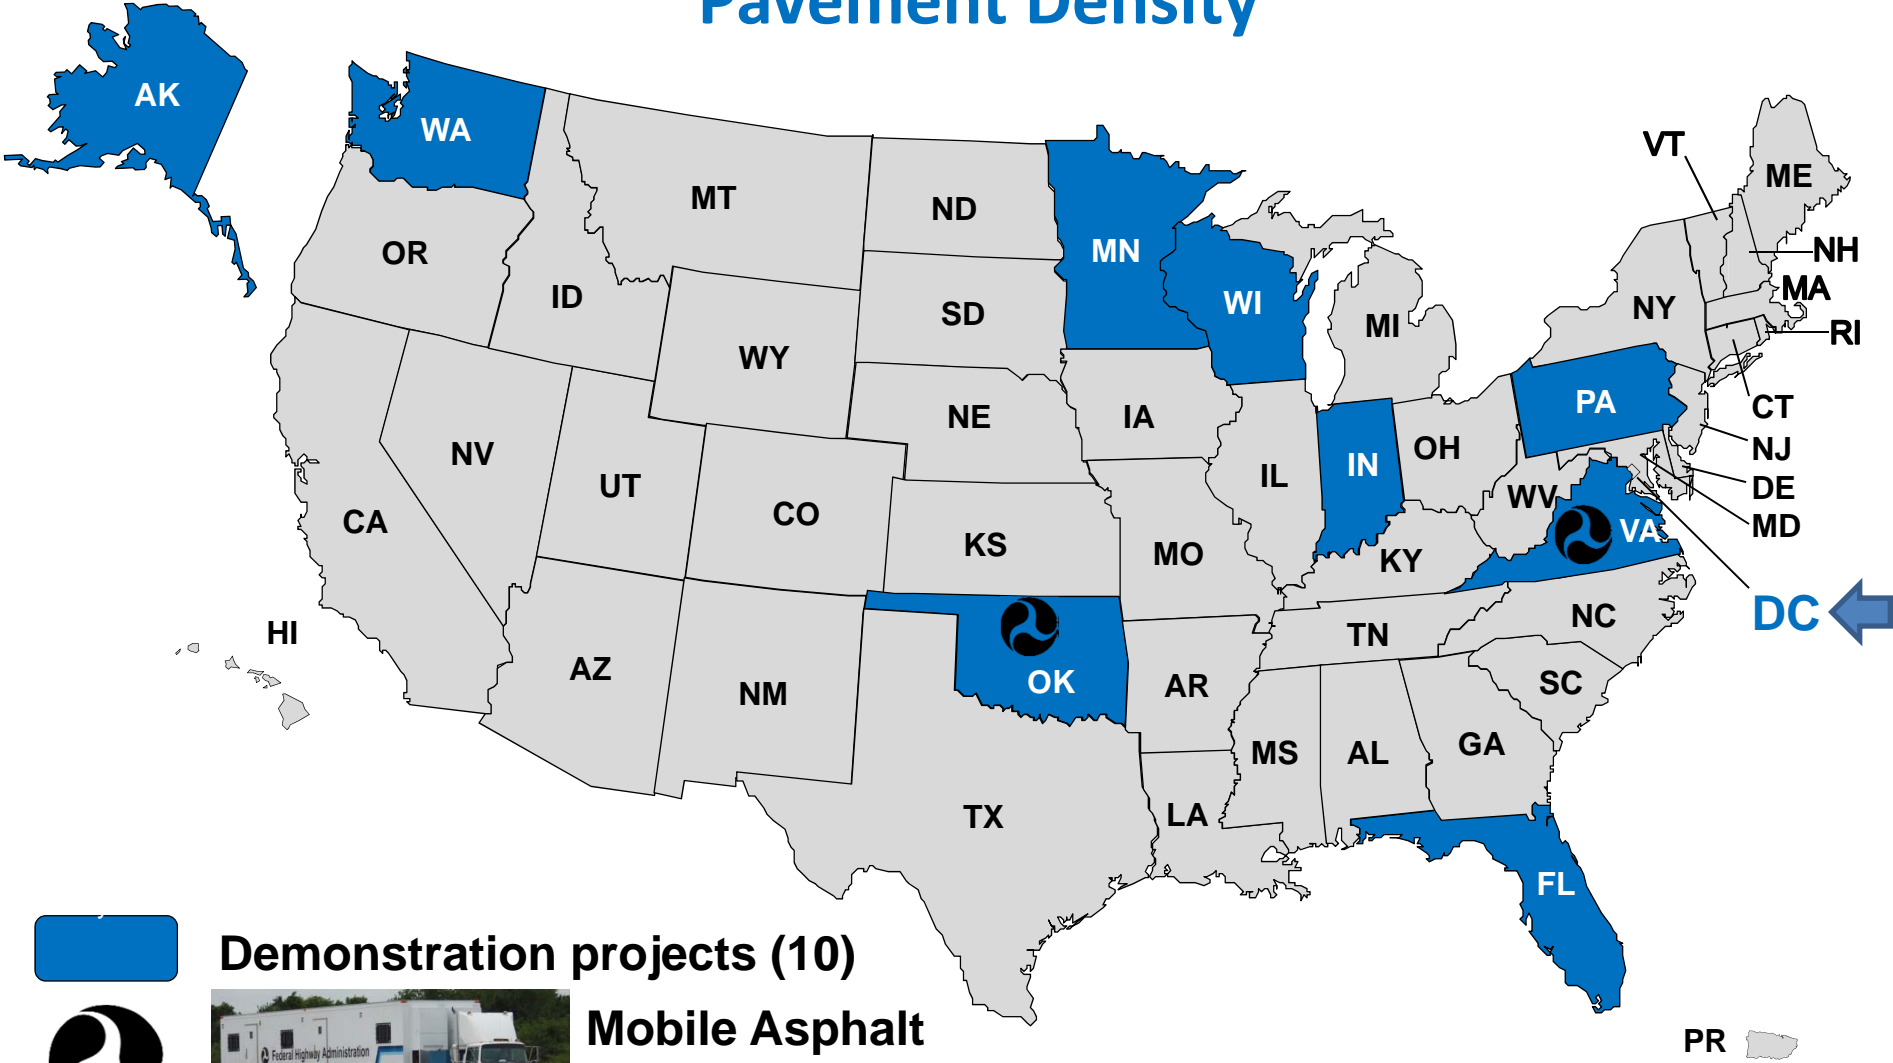 Pavement Density
AK
WA
MT
ND
MN
VT
ME
OR
ID
SD
WI
MI
NY
NH
MA
RI
WY
NE
IA
PA
CT
NJ
NV
UT
CO
IL
IN
OH
WV
DE
MD
CA
KS
MO
KY
VA
DC
HI
AZ
NM
OK
AR
TN
NC
SC
MS
AL
GA
TX
LA
FL
Demonstration projects (10)
Mobile Asphalt
Federal Highway Administration
PR